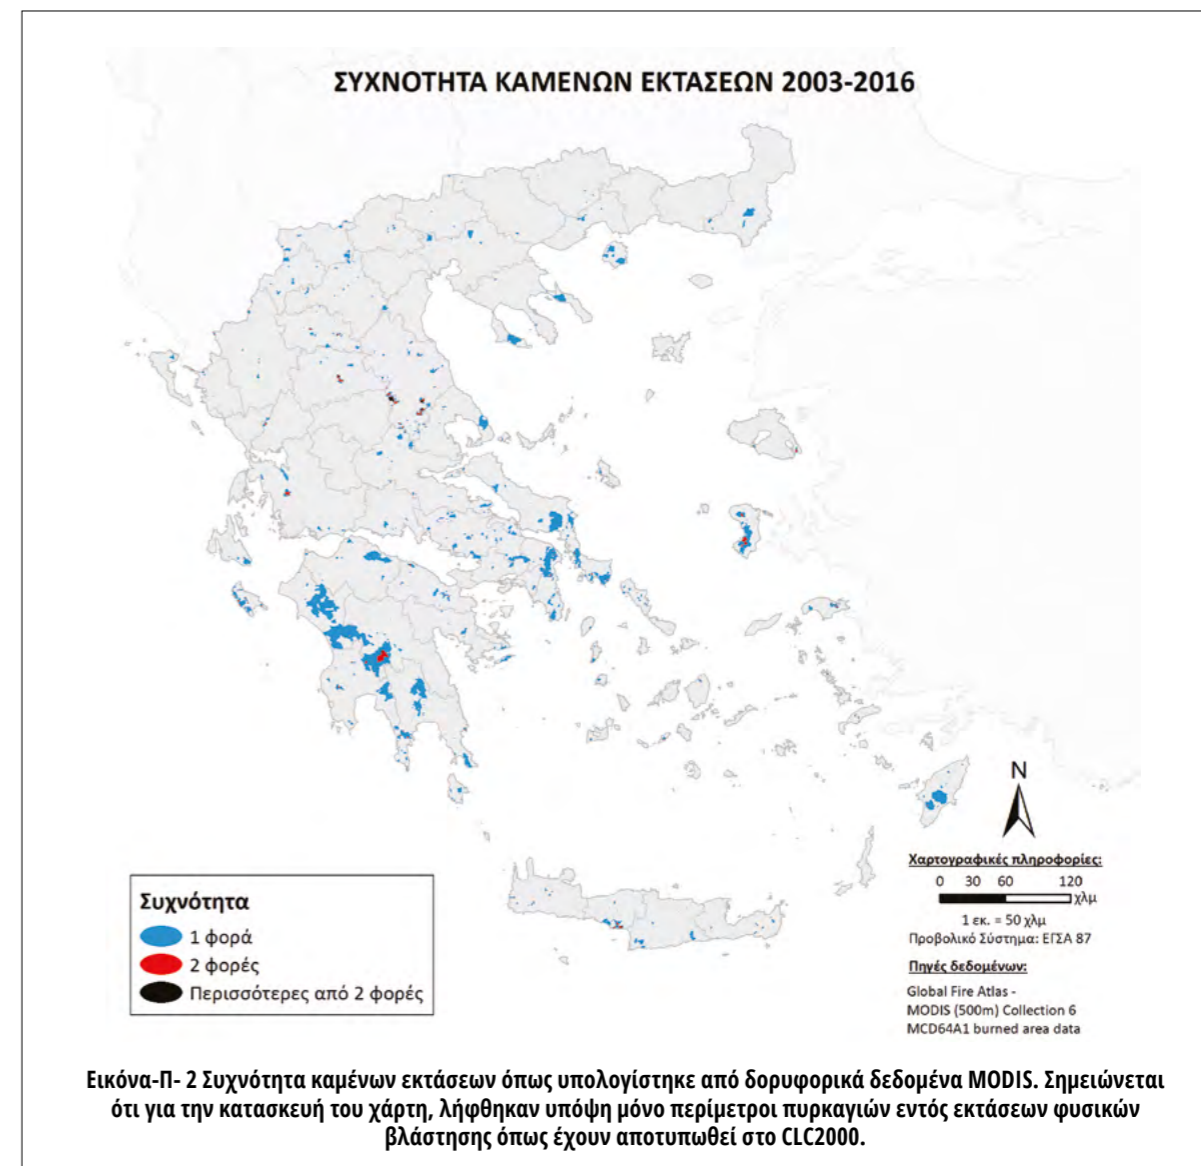 ΣΥΧΝΟΤΗΤΑ ΚΑΜΕΝΩΝ ΕΚΤΑΣΕΩΝ 2003-2016
N
Χαρτογραφικές πληροφορίες:
0 30 60 120
χλμ
1 εκ. = 50 χλμ
Προβολικό Σύστημα: ΕΓΣΑ 87
Πηγές δεδομένων:
Global Fire Atlas -
MODIS (500m) Collection 6
MCD64A1 burned area data
Συχνότητα
1 φορά
2 φορές
Περισσότερες από 2 φορές
Εικόνα-Π- 2 Συχνότητα καμένων εκτάσεων όπως υπολογίστηκε από δορυφορικά δεδομένα MODIS. Σημειώνεται
ότι για την κατασκευή του χάρτη, λήφθηκαν υπόψη μόνο περίμετροι πυρκαγιών εντός εκτάσεων φυσικών
βλάστησης όπως έχουν αποτυπωθεί στο CLC2000.